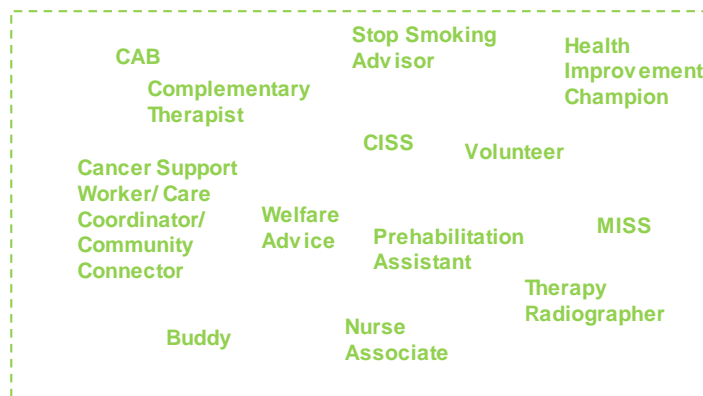 Stop Smoking
Advisor
Health
Improvement
Champion
CAB
Complementary
Therapist
CISS
Volunteer
Cancer Support
Worker/ Care
Coordinator/
Community
Connector
Welfare
Advice
Prehabilitation
Assistant
MISS
Therapy
Radiographer
Buddy
Nurse
Associate